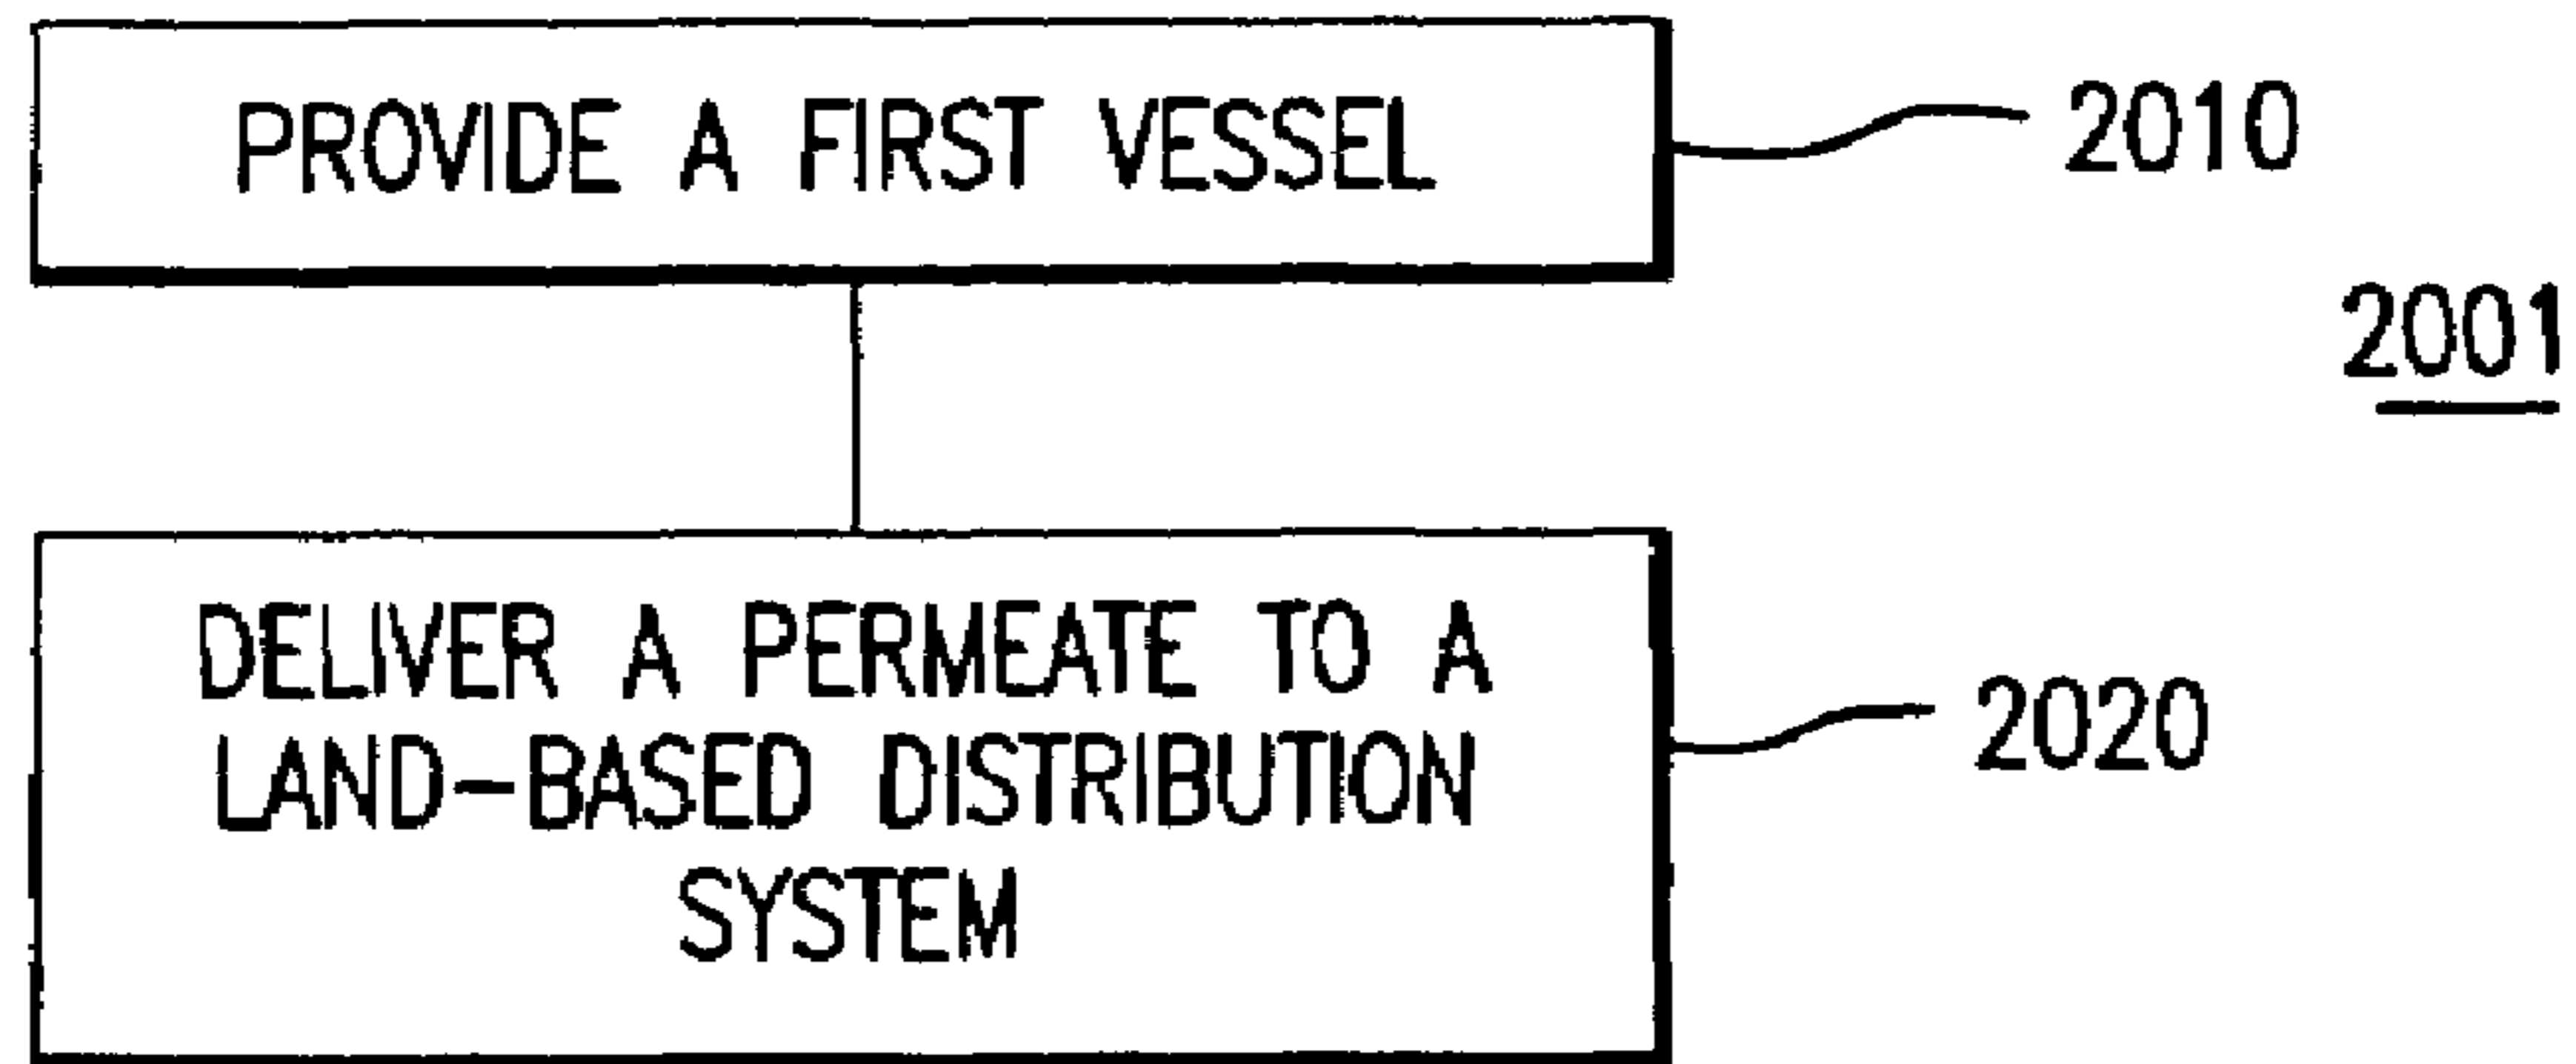 PROVIDE A FIRST VESSEL
2010
2001
DELIVER A PERMEATE TO A
LAND-BASED DISTRIBUTION
SYSTEM
2020